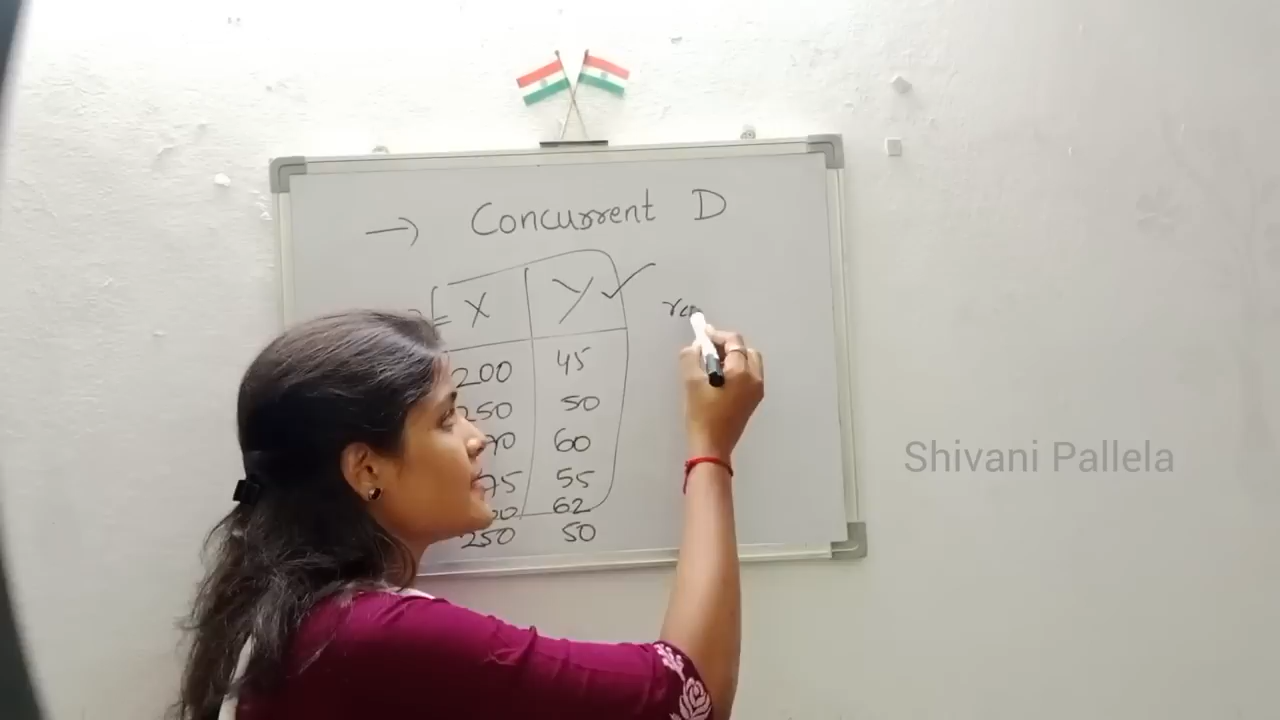 → Concurrent D
X Y ✓
200 45
250 50
60
55
62
250 50
Shivani Pallela